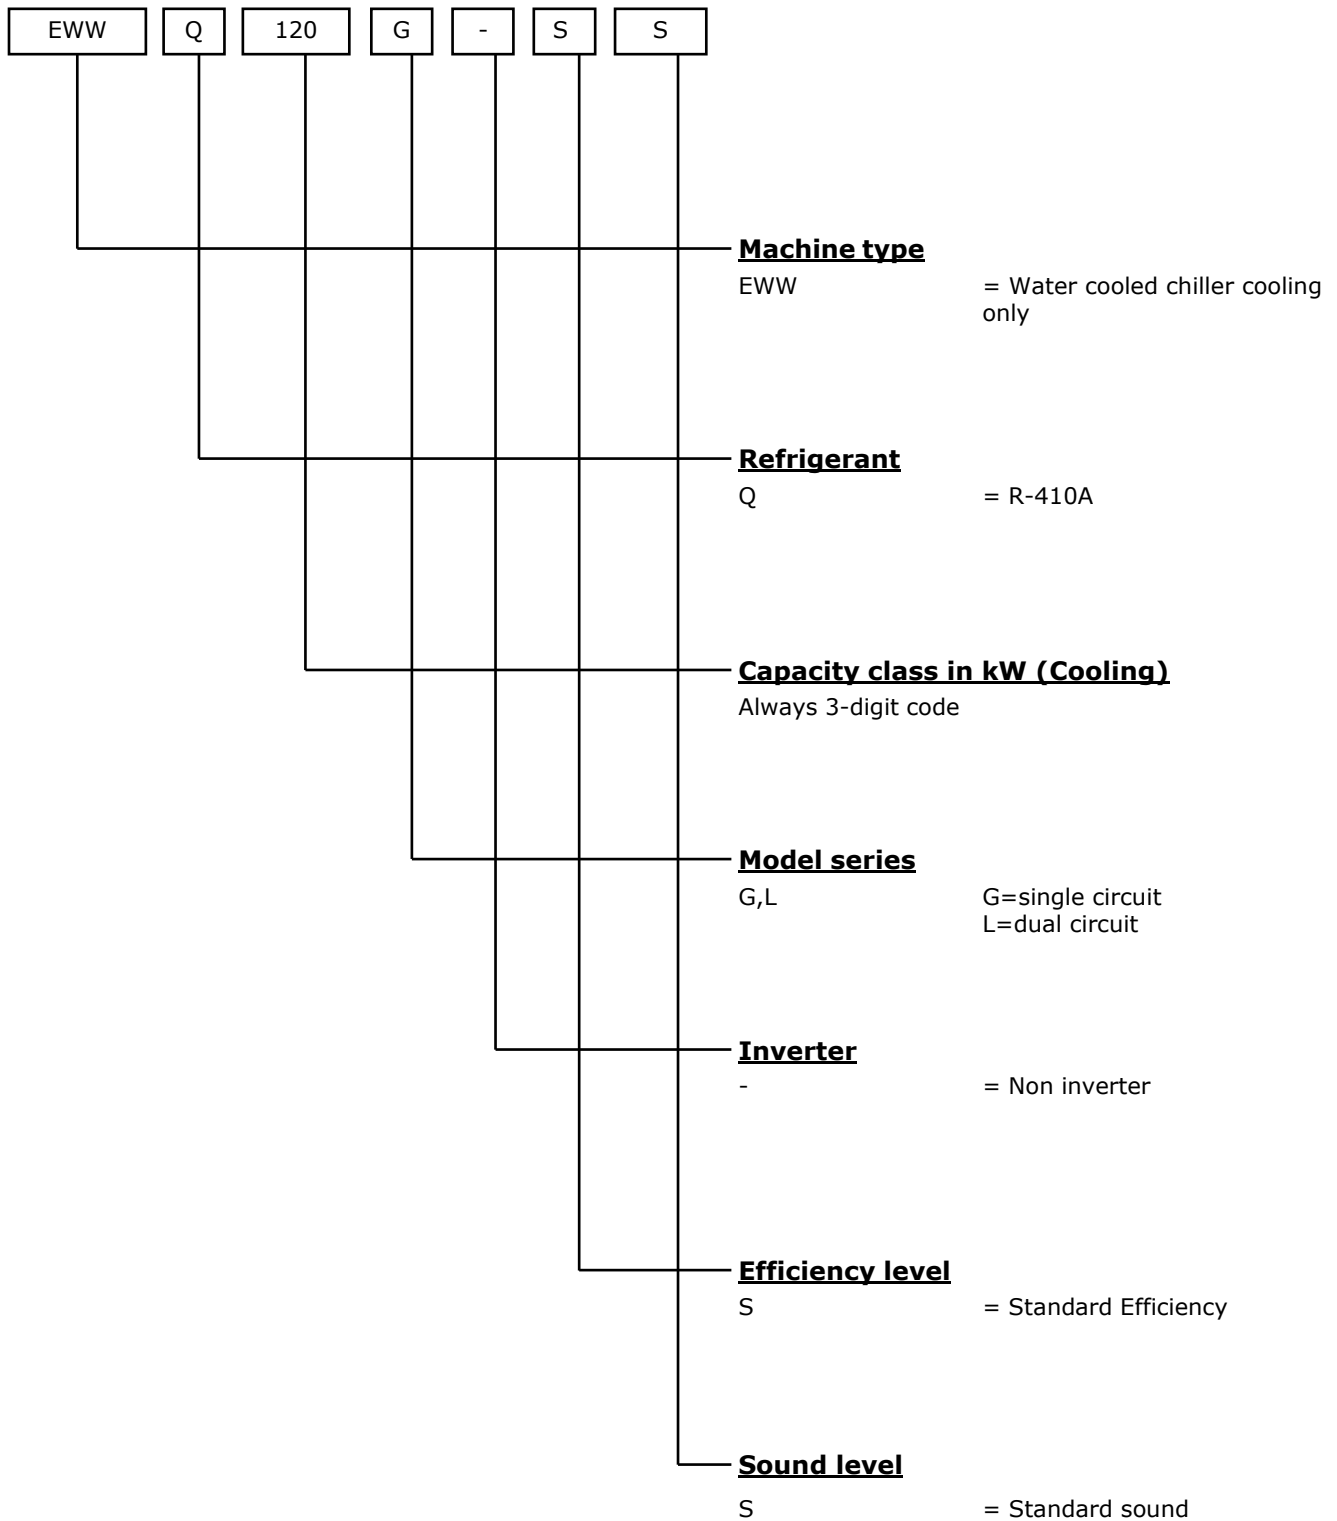 EWW Q 120 G - S S
Machine type
EWW = Water cooled chiller cooling
only
Refrigerant
Q = R-410A
Capacity class in kW (Cooling)
Always 3-digit code
Model series
G,L G=single circuit
L=dual circuit
Inverter
- = Non inverter
Efficiency level
S = Standard Efficiency
Sound level
S = Standard sound